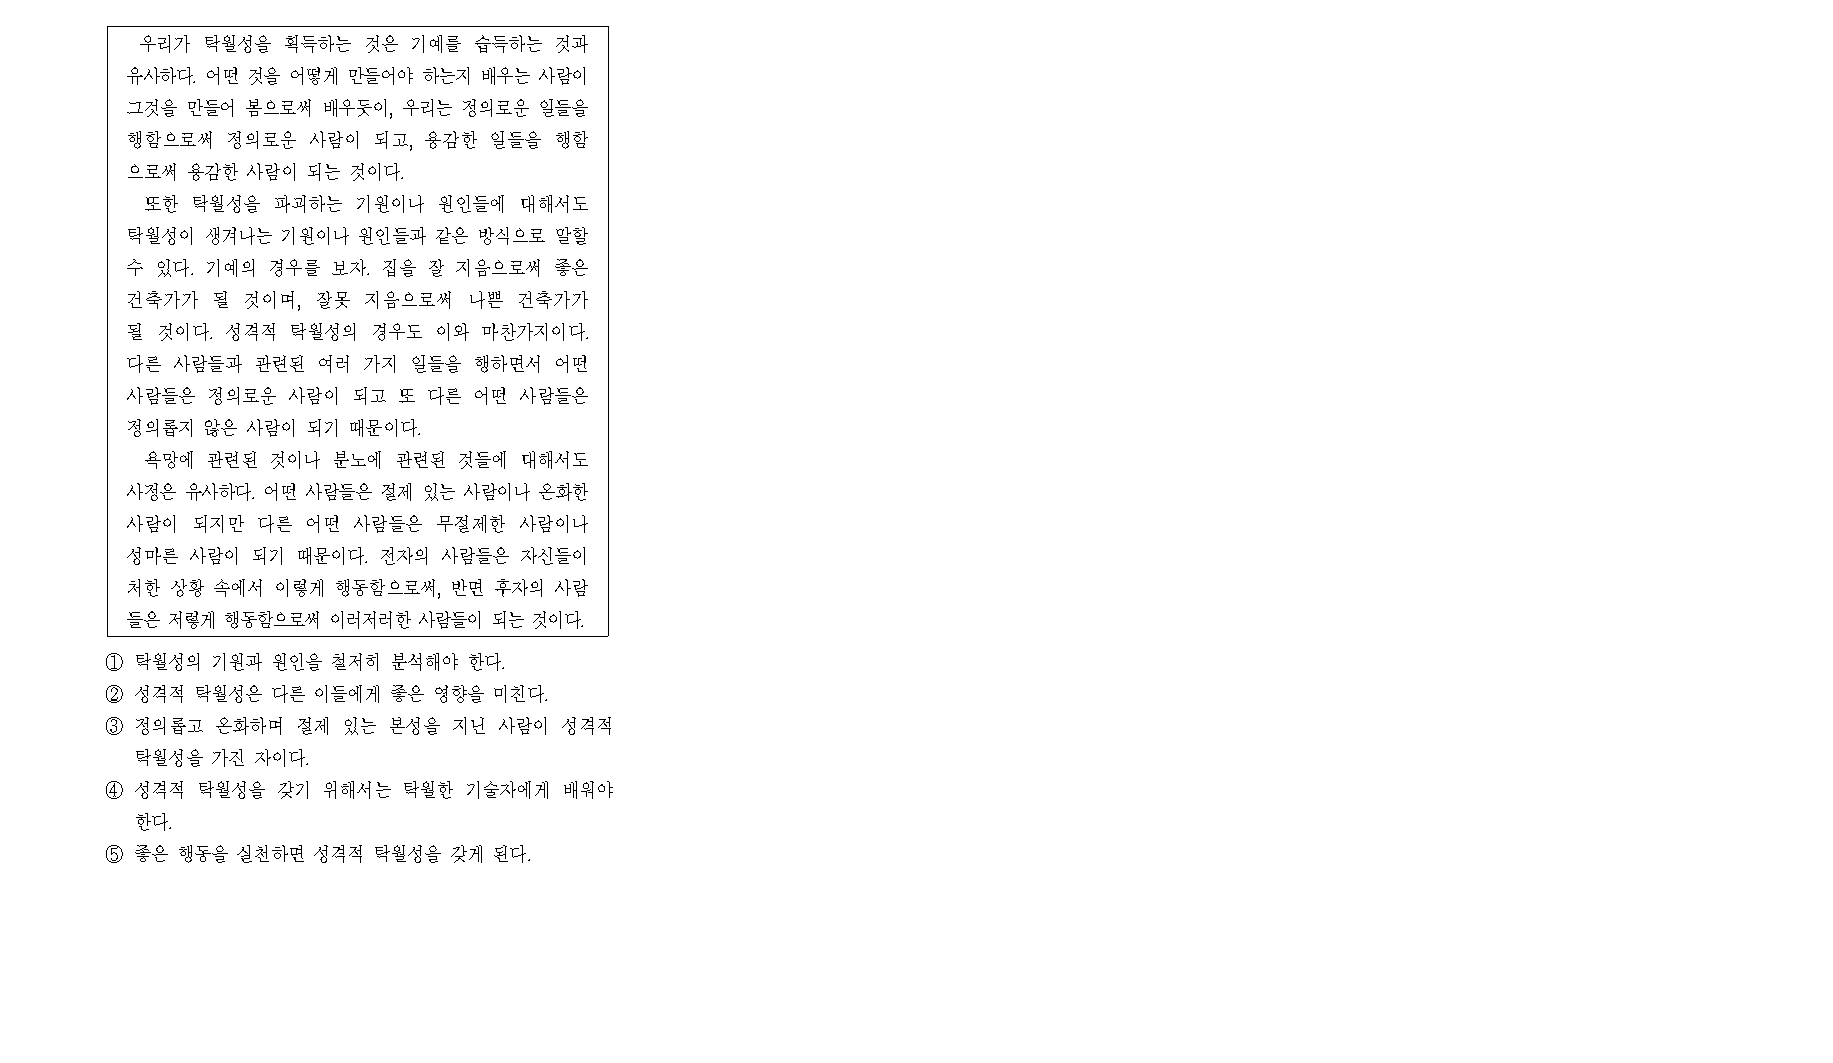 우리가 탁월성을 획득하는 것은 기예를 습득하는 것과
유사하다. 어떤 것을 어떻게 만들어야 하는지 배우는 사람이
그것을 만들어 봄으로써 배우듯이, 우리는 정의로운 일들을
행함으로써 정의로운 사람이 되고, 용감한 일들을 행함
으로써 용감한 사람이 되는 것이다.
또한 탁월성을 파괴하는 기원이나 원인들에 대해서도
탁월성이 생겨나는 기원이나 원인들과 같은 방식으로 말할
수 있다. 기예의 경우를 보자. 집을 잘 지음으로써 좋은
건축가가 될 것이며, 잘못 지음으로써 나쁜 건축가가
될 것이다. 성격적 탁월성의 경우도 이와 마찬가지이다.
다른 사람들과 관련된 여러 가지 일들을 행하면서 어떤
사람들은 정의로운 사람이 되고 또 다른 어떤 사람들은
정의롭지 않은 사람이 되기 때문이다.
욕망에 관련된 것이나 분노에 관련된 것들에 대해서도
사정은 유사하다. 어떤 사람들은 절제 있는 사람이나 온화한
사람이 되지만 다른 어떤 사람들은 무절제한 사람이나
성마른 사람이 되기 때문이다. 전자의 사람들은 자신들이
처한 상황 속에서 이렇게 행동함으로써, 반면 후자의 사람
들은 저렇게 행동함으로써 이러저러한 사람들이 되는 것이다.
① 탁월성의 기원과 원인을 철저히 분석해야 한다.
② 성격적 탁월성은 다른 이들에게 좋은 영향을 미친다.
③ 정의롭고 온화하며 절제 있는 본성을 지닌 사람이 성격적
탁월성을 가진 자이다.
④ 성격적 탁월성을 갖기 위해서는 탁월한 기술자에게 배워야
한다.
⑤ 좋은 행동을 실천하면 성격적 탁월성을 갖게 된다.